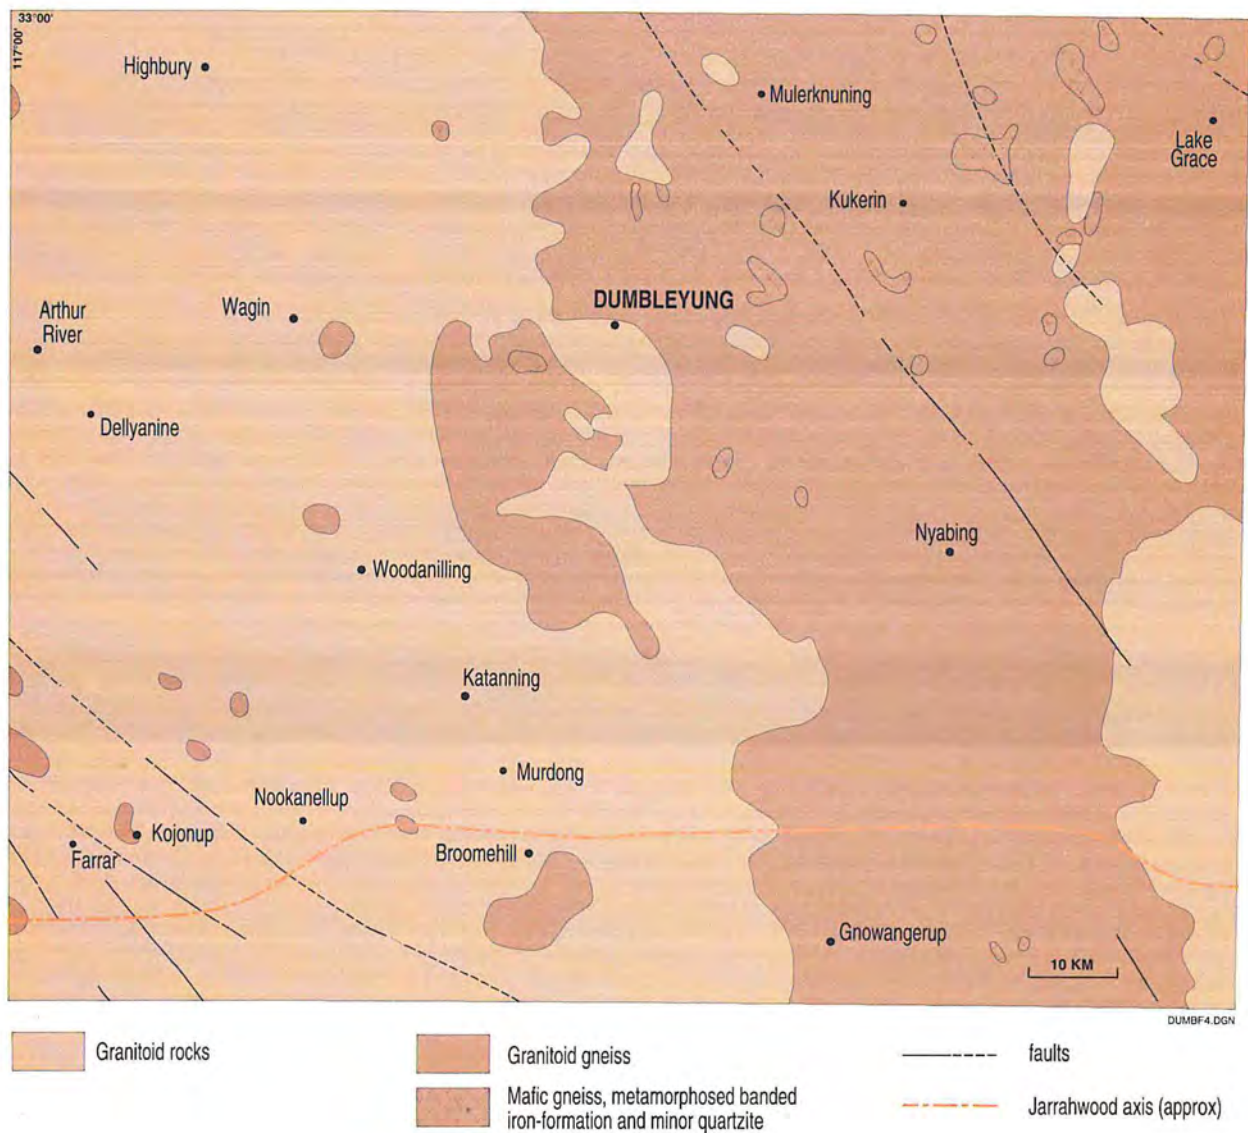 33°00'
117°00'
Highbury
Mulerknuning
Lake
Grace
Kukerin
Arthur
River
Wagin
DUMBLEYUNG
Dellyanine
Nyabing
Woodanilling
Katanning
Murdong
Nookanellup
Kojonup
Farrar
Broomehill
Gnowangerup
10 KM
DUMBF4.DGN
Granitoid rocks
Granitoid gneiss
Mafic gneiss, metamorphosed banded
iron-formation and minor quartzite
faults
Jarrahwood axis (approx)